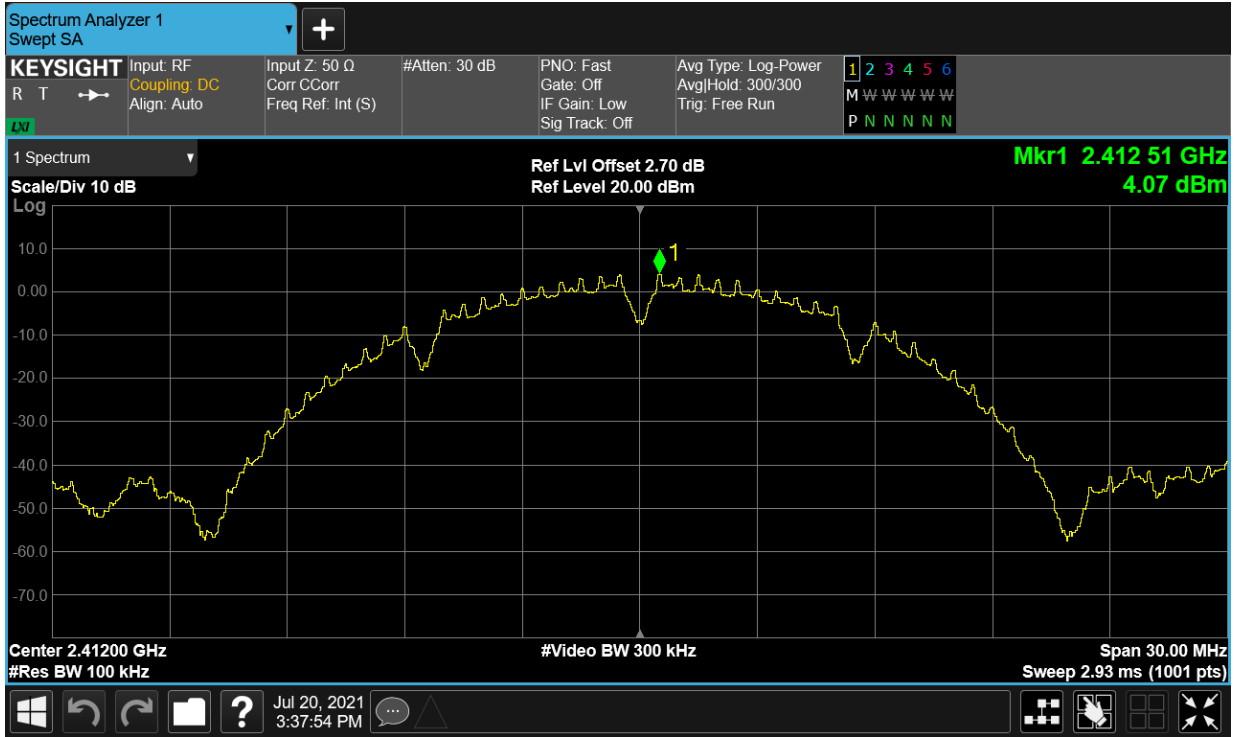 Spectrum Analyzer 1
Swept SA
KEYSIGHT
R T
LXI
Input: RF
Coupling: DC
Align: Auto
Input Z: 50 Ω
Corr CCorr
Freq Ref: Int (S)
#Atten: 30 dB
PNO: Fast
Gate: Off
IF Gain: Low
Sig Track: Off
Avg Type: Log-Power
Avg|Hold: 300/300
Trig: Free Run
1 2 3 4 5 6
M W W W W W
P N N N N N
1 Spectrum
Scale/Div 10 dB
Log
Ref Lvl Offset 2.70 dB
Ref Level 20.00 dBm
Mkr1 2.412 51 GHz
4.07 dBm
1
10.0
0.00
-10.0
-20.0
-30.0
-40.0
-50.0
-60.0
-70.0
Center 2.41200 GHz
#Res BW 100 kHz
#Video BW 300 kHz
Span 30.00 MHz
Sweep 2.93 ms (1001 pts)
?
Jul 20, 2021
3:37:54 PM